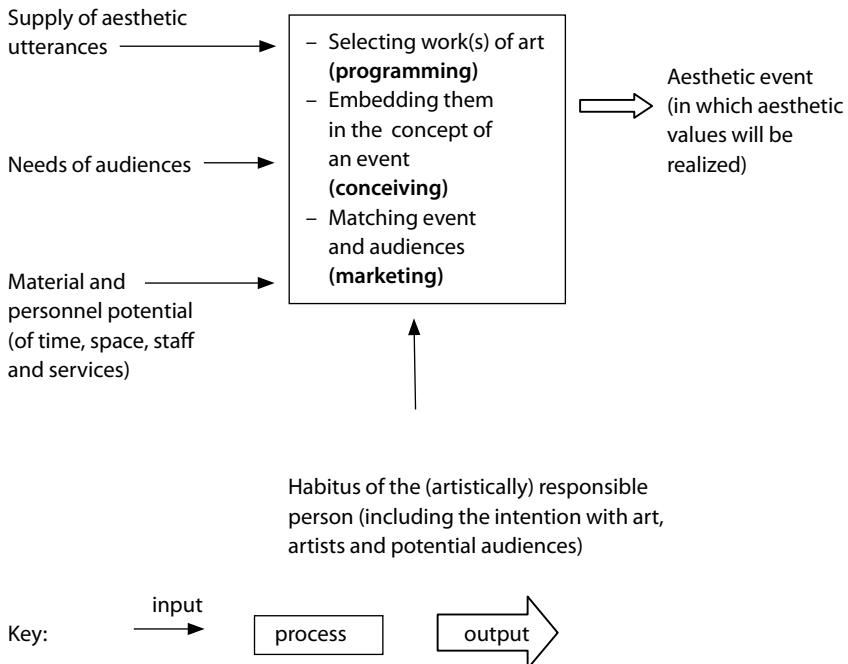 Supply of aesthetic
utterances
Needs of audiences
Material and
personnel potential
(of time, space, staff
and services)
– Selecting work(s) of art
(programming)
– Embedding them
in the concept of
an event
(conceiving)
– Matching event
and audiences
(marketing)
Aesthetic event
(in which aesthetic
values will be
realized)
Habitus of the (artistically) responsible
person (including the intention with art,
artists and potential audiences)
Key:
input
process
output